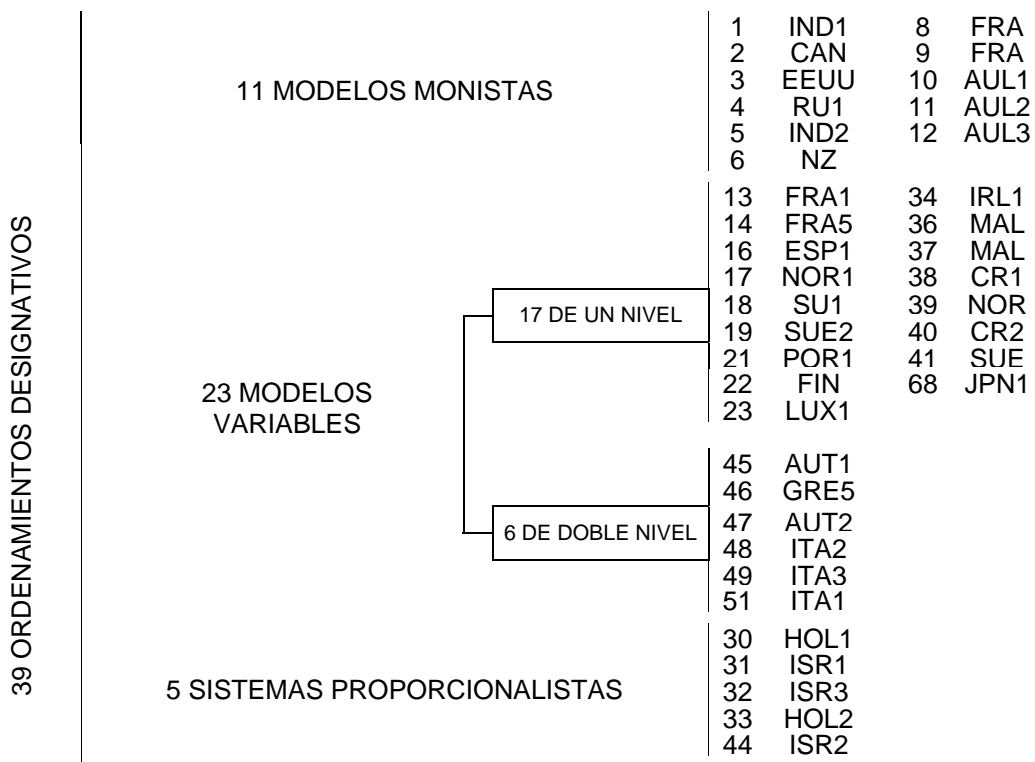 39 ORDENAMIENTOS DESIGNATIVOS
11 MODELOS MONISTAS
1 IND1 8 FRA
2 CAN 9 FRA
3 EEUU 10 AUL1
4 RU1 11 AUL2
5 IND2 12 AUL3
6 NZ
23 MODELOS
VARIABLES
17 DE UN NIVEL
13 FRA1 34 IRL1
14 FRA5 36 MAL
16 ESP1 37 MAL
17 NOR1 38 CR1
18 SU1 39 NOR
19 SUE2 40 CR2
21 POR1 41 SUE
22 FIN 68 JPN1
23 LUX1
6 DE DOBLE NIVEL
45 AUT1
46 GRE5
47 AUT2
48 ITA2
49 ITA3
51 ITA1
5 SISTEMAS PROPORCIONALISTAS
30 HOL1
31 ISR1
32 ISR3
33 HOL2
44 ISR2